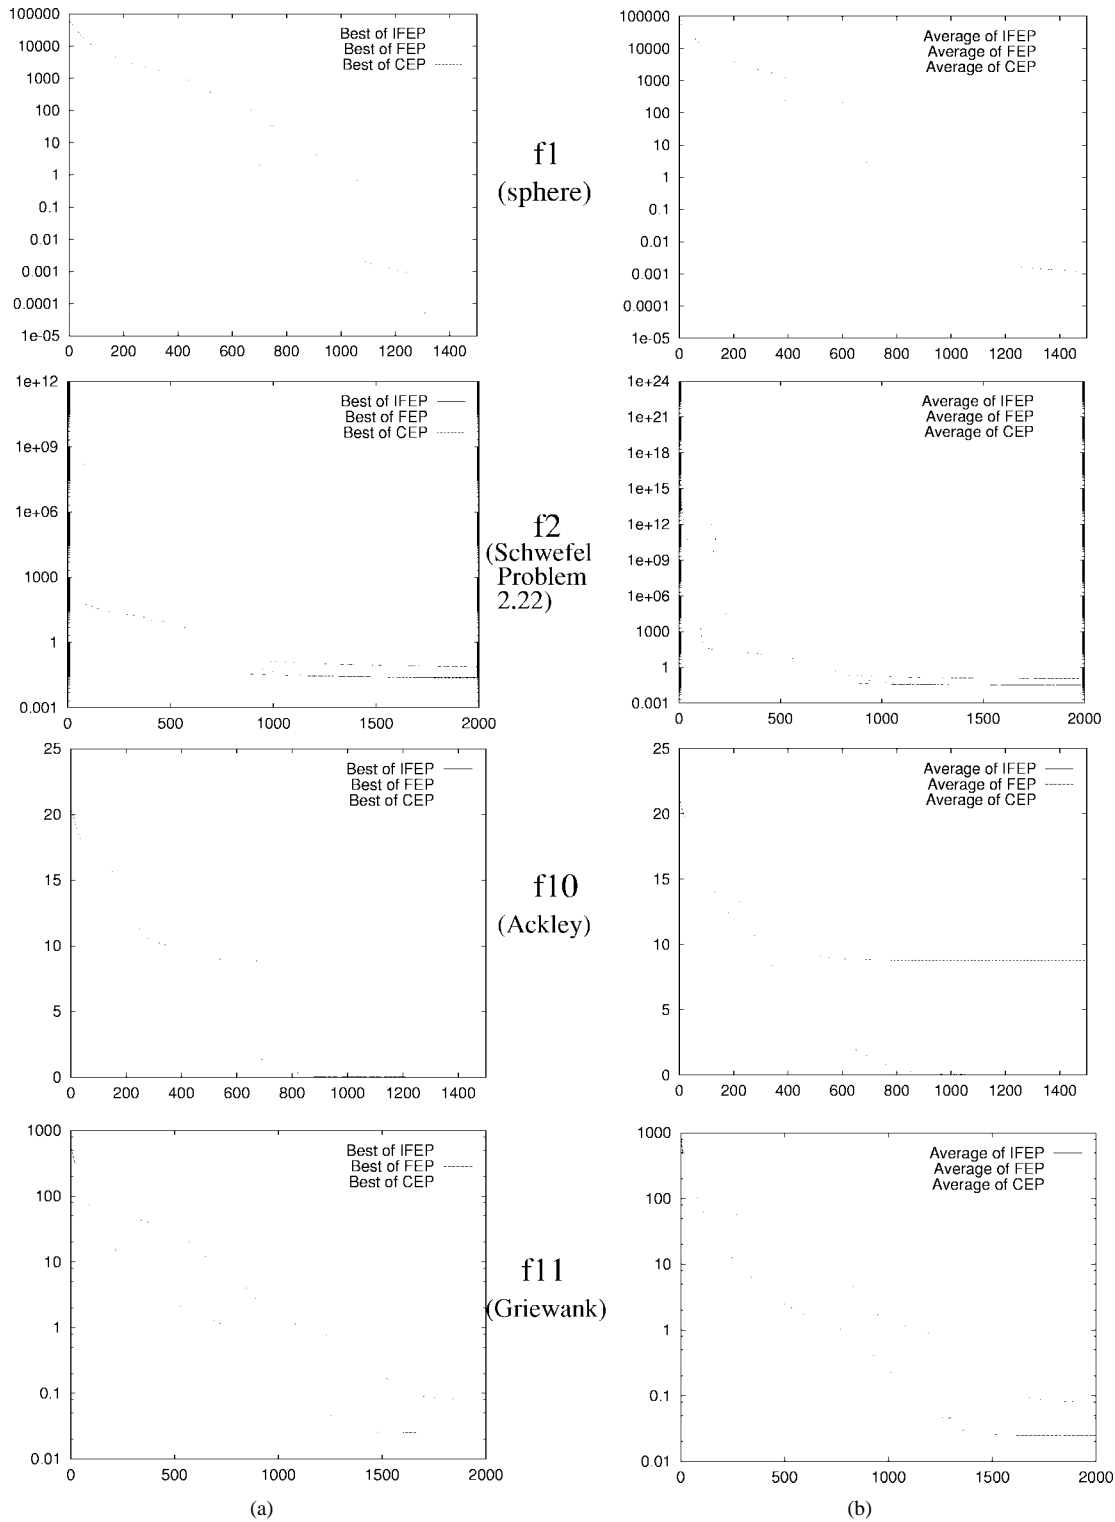 100000
10000
1000
100
10
1
0.1
0.01
0.001
0.0001
1e-05
0 200 400 600 800 1000 1200 1400
Best of IFEP
Best of FEP
Best of CEP
f1
(sphere)
100000
10000
1000
100
10
1
0.1
0.01
0.001
0.0001
1e-05
0 200 400 600 800 1000 1200 1400
Average of IFEP
Average of FEP
Average of CEP
1e+12
1e+09
1e+06
1000
1
0.001
0 500 1000 1500 2000
Best of IFEP
Best of FEP
Best of CEP
f2
(Schwefel
Problem
2.22)
1e+24
1e+21
1e+18
1e+15
1e+12
1e+09
1e+06
1000
1
0.001
0 500 1000 1500 2000
Average of IFEP
Average of FEP
Average of CEP
25
20
15
10
5
0
0 200 400 600 800 1000 1200 1400
Best of IFEP
Best of FEP
Best of CEP
f10
(Ackley)
25
20
15
10
5
0
0 200 400 600 800 1000 1200 1400
Average of IFEP
Average of FEP
Average of CEP
1000
100
10
1
0.1
0.01
0 500 1000 1500 2000
Best of IFEP
Best of FEP
Best of CEP
f11
(Griewank)
1000
100
10
1
0.1
0.01
0 500 1000 1500 2000
Average of IFEP
Average of FEP
Average of CEP
(a)
(b)